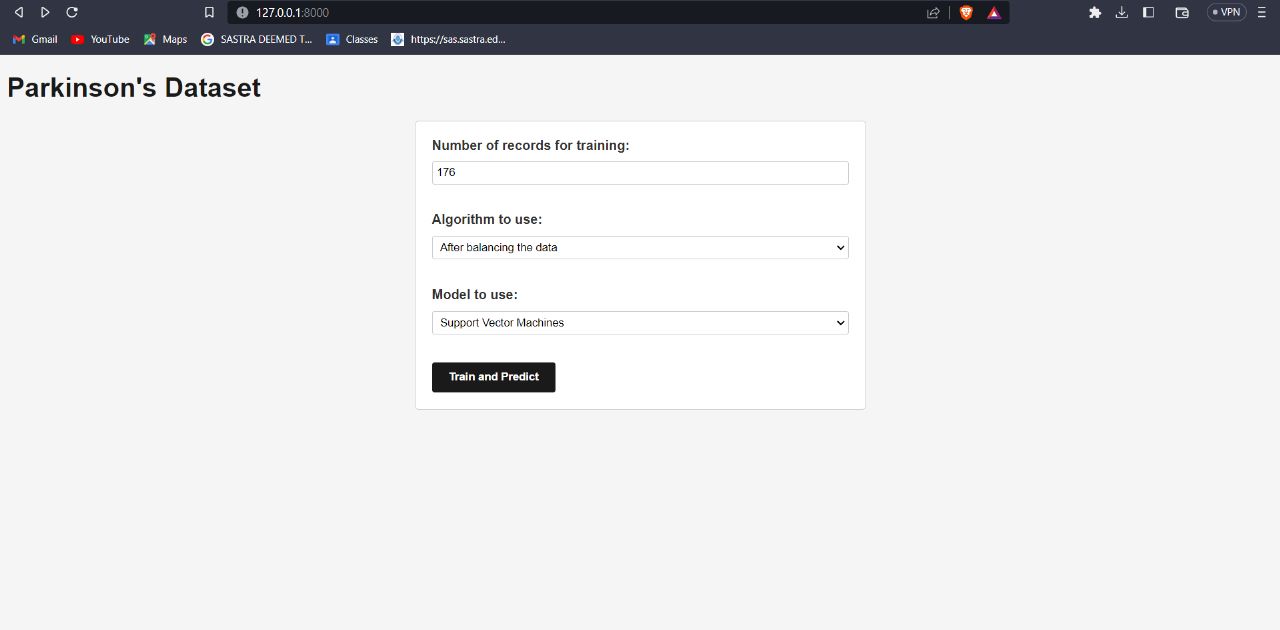 127.0.0.1:8000
VPN
Gmail YouTube Maps SASTRA DEEMED T... Classes https://sas.sastra.ed...
Parkinson's Dataset
Number of records for training:
176
Algorithm to use:
After balancing the data
Model to use:
Support Vector Machines
Train and Predict